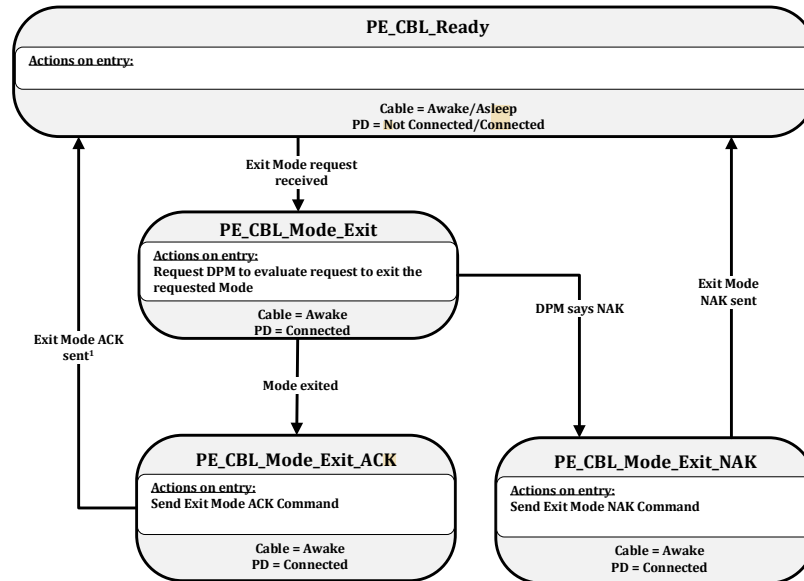 PE_CBL_Ready
Actions on entry:
Cable = Awake/Asleep
PD = Not Connected/Connected
Exit Mode request
received
PE_CBL_Mode_Exit
Actions on entry:
Request DPM to evaluate request to exit the
requested Mode
Cable = Awake
PD = Connected
DPM says NAK
Exit Mode
NAK sent
Exit Mode ACK
sent¹
Mode exited
PE_CBL_Mode_Exit_ACK
Actions on entry:
Send Exit Mode ACK Command
Cable = Awake
PD = Connected
PE_CBL_Mode_Exit_NAK
Actions on entry:
Send Exit Mode NAK Command
Cable = Awake
PD = Connected